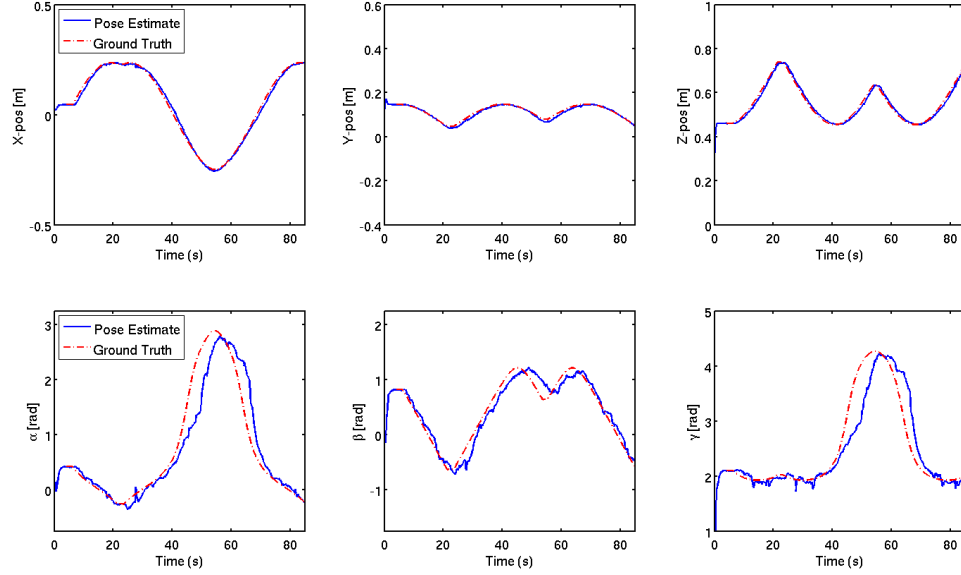 0.5
0
-0.5
X-pos [m]
Pose Estimate
Ground Truth
0 20 40 60 80
Time (s)
0.6
0.4
0.2
0
-0.2
-0.4
Y-pos [m]
0 20 40 60 80
Time (s)
1
0.8
0.6
0.4
0.2
0
Z-pos [m]
0 20 40 60 80
Time (s)
3
2
1
0
α [rad]
Pose Estimate
Ground Truth
0 20 40 60 80
Time (s)
2
1
0
-1
β [rad]
0 20 40 60 80
Time (s)
5
4
3
2
1
γ [rad]
0 20 40 60 80
Time (s)